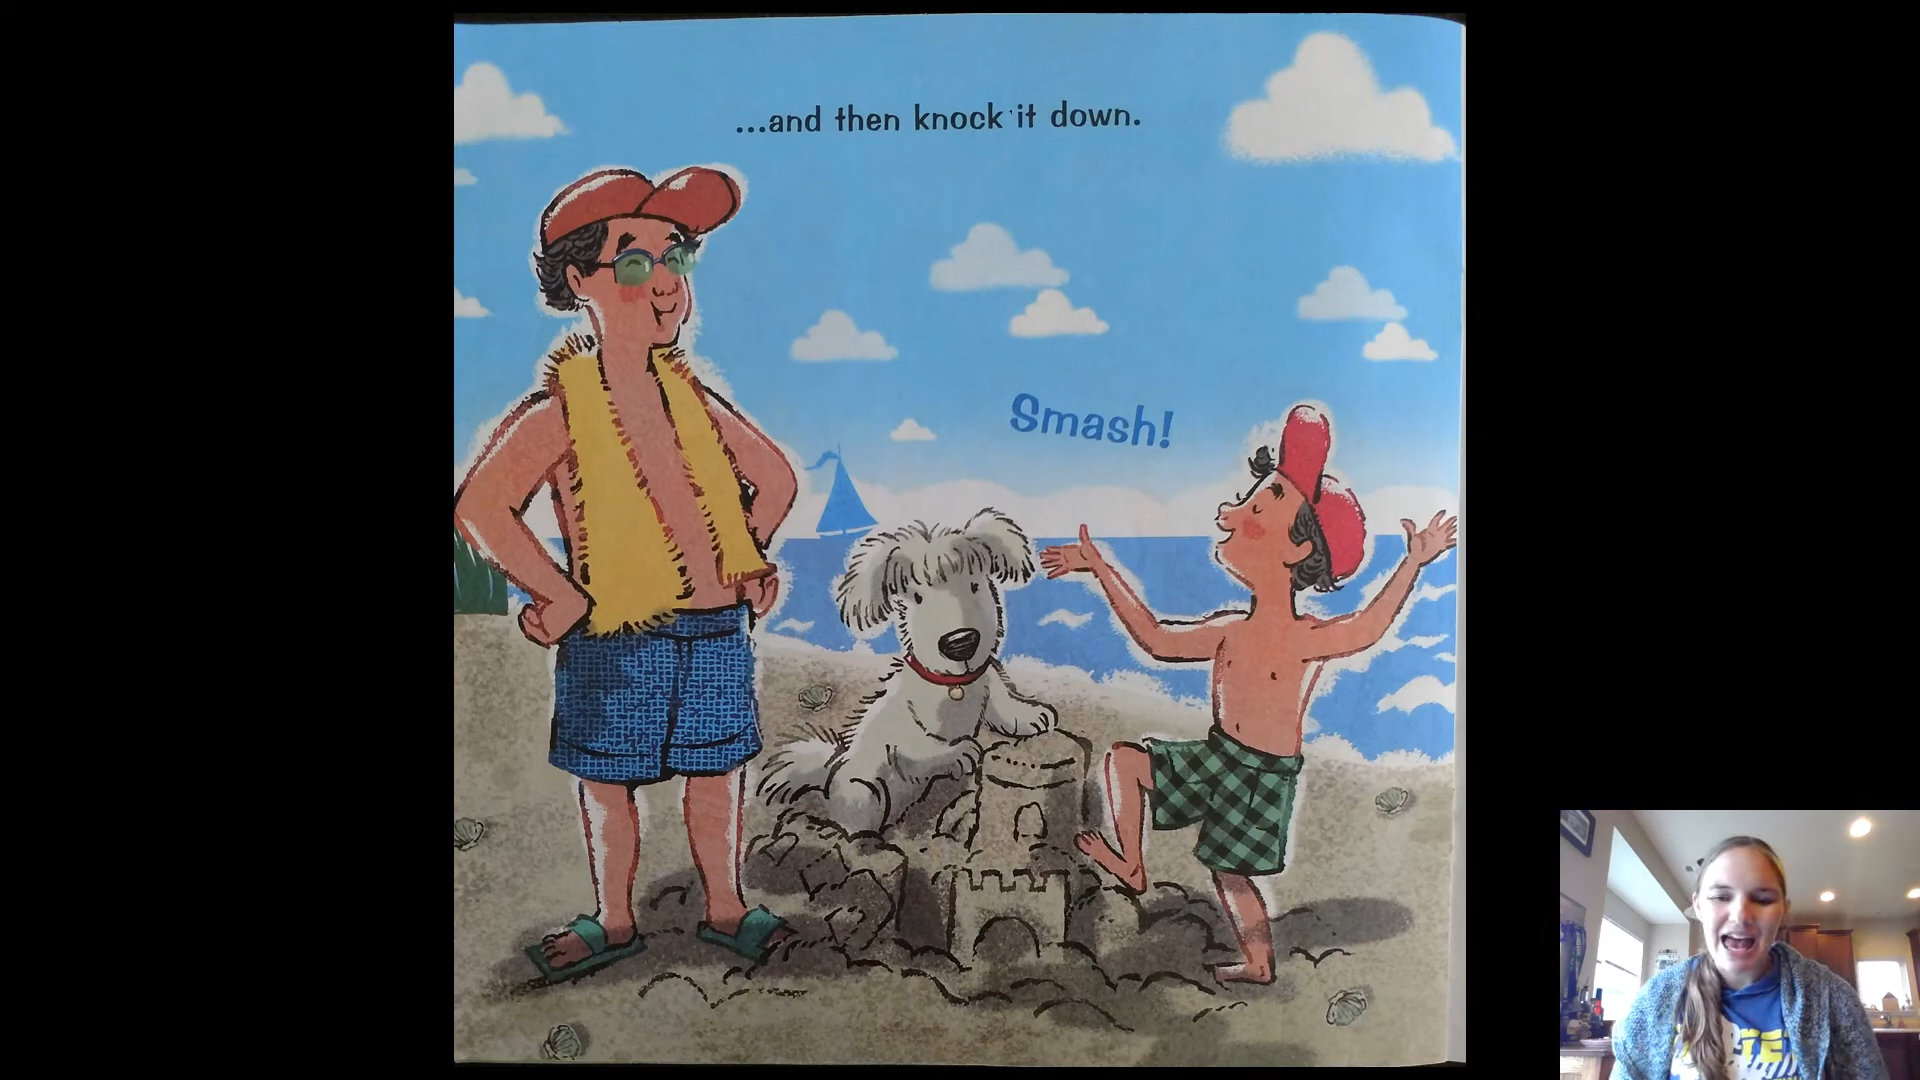 ...and then knock it down.
Smash!